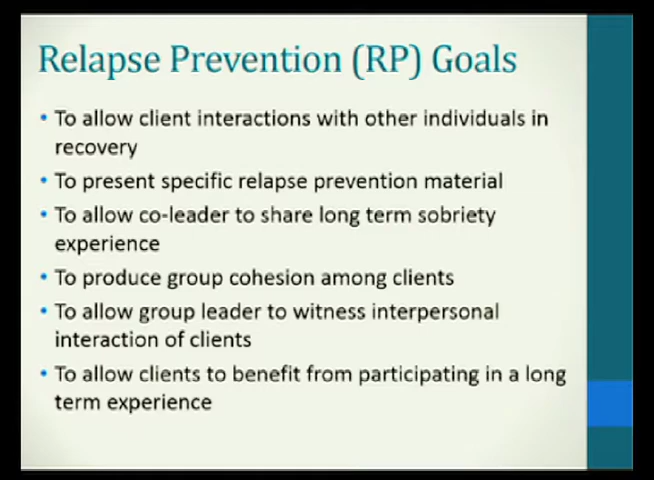 Relapse Prevention (RP) Goals
• To allow client interactions with other individuals in
recovery
• To present specific relapse prevention material
• To allow co-leader to share long term sobriety
experience
• To produce group cohesion among clients
• To allow group leader to witness interpersonal
interaction of clients
• To allow clients to benefit from participating in a long
term experience